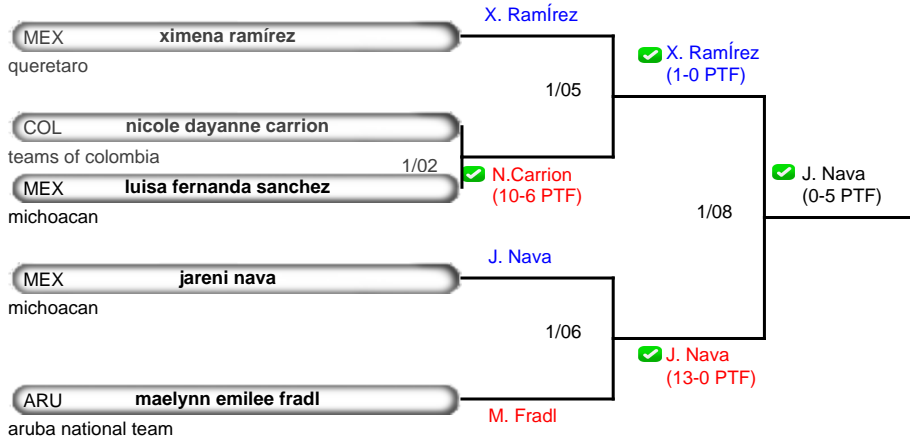 X. RamÍrez
MEX ximena ramírez
queretaro
X. RamÍrez
(1-0 PTF)
1/05
COL nicole dayanne carrion
teams of colombia
1/02
N.Carrion
(10-6 PTF)
MEX luisa fernanda sanchez
michoacan
J. Nava
(0-5 PTF)
1/08
J. Nava
MEX jareni nava
michoacan
1/06
J. Nava
(13-0 PTF)
ARU maelynn emilee fradl
M. Fradl
aruba national team